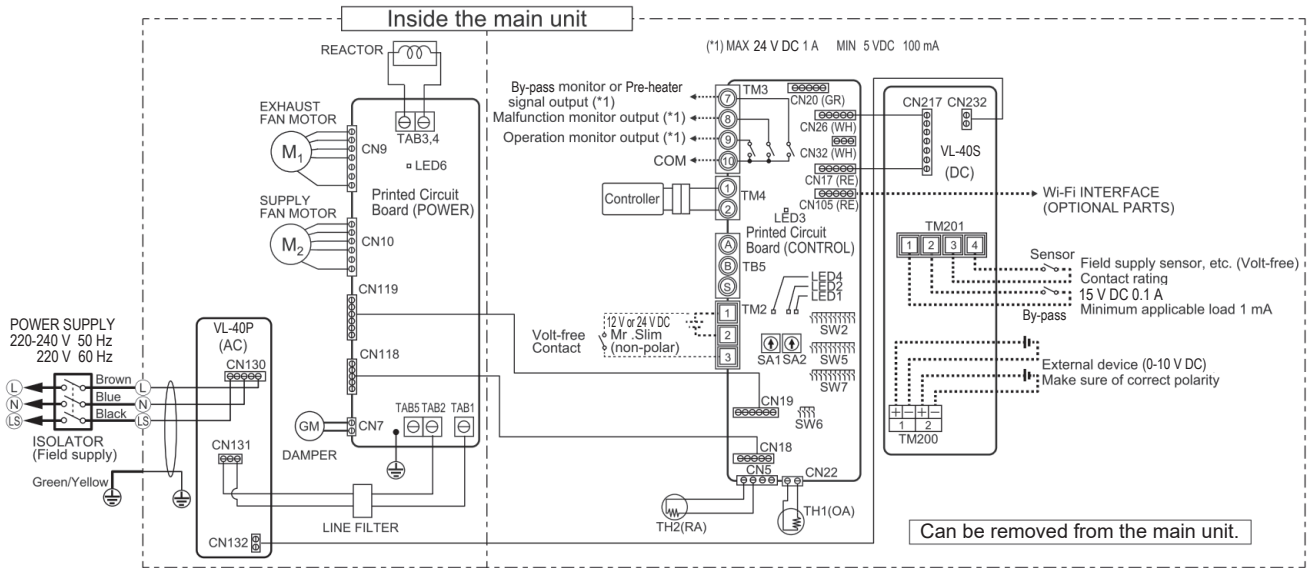 Inside the main unit
REACTOR
EXHAUST
FAN MOTOR
M1
CN9
TAB3,4
LED6
Printed Circuit
Board (POWER)
SUPPLY
FAN MOTOR
M2
CN10
CN119
CN118
CN7
GM
DAMPER
TAB5 TAB2 TAB1
POWER SUPPLY
220-240 V 50 Hz
220 V 60 Hz
L
N
LS
Brown
Blue
Black
L
N
LS
ISOLATOR
(Field supply)
Green/Yellow
VL-40P
(AC)
CN130
CN131
CN132
LINE FILTER
(*1) MAX 24 V DC 1 A MIN 5 VDC 100 mA
By-pass monitor or Pre-heater
signal output (*1)
Malfunction monitor output (*1)
Operation monitor output (*1)
COM
TM3
7
8
9
10
CN20 (GR)
CN26 (WH)
CN32 (WH)
CN17 (RE)
CN105 (RE)
Controller
1
2
TM4
LED3
Printed Circuit
Board (CONTROL)
A
B
S
TB5
LED4
LED2
LED1
TM2
1
2
3
12 V or 24 V DC
Volt-free
Contact
Mr .Slim
(non-polar)
SA1 SA2
SW2
SW5
SW7
CN19
SW6
CN18
CN5
CN22
TH2(RA)
TH1(OA)
CN217 CN232
VL-40S
(DC)
Wi-Fi INTERFACE
(OPTIONAL PARTS)
TM201
1 2 3 4
Sensor
Field supply sensor, etc. (Volt-free)
Contact rating
15 V DC 0.1 A
Minimum applicable load 1 mA
By-pass
External device (0-10 V DC)
Make sure of correct polarity
+ − + −
1 2
TM200
Can be removed from the main unit.